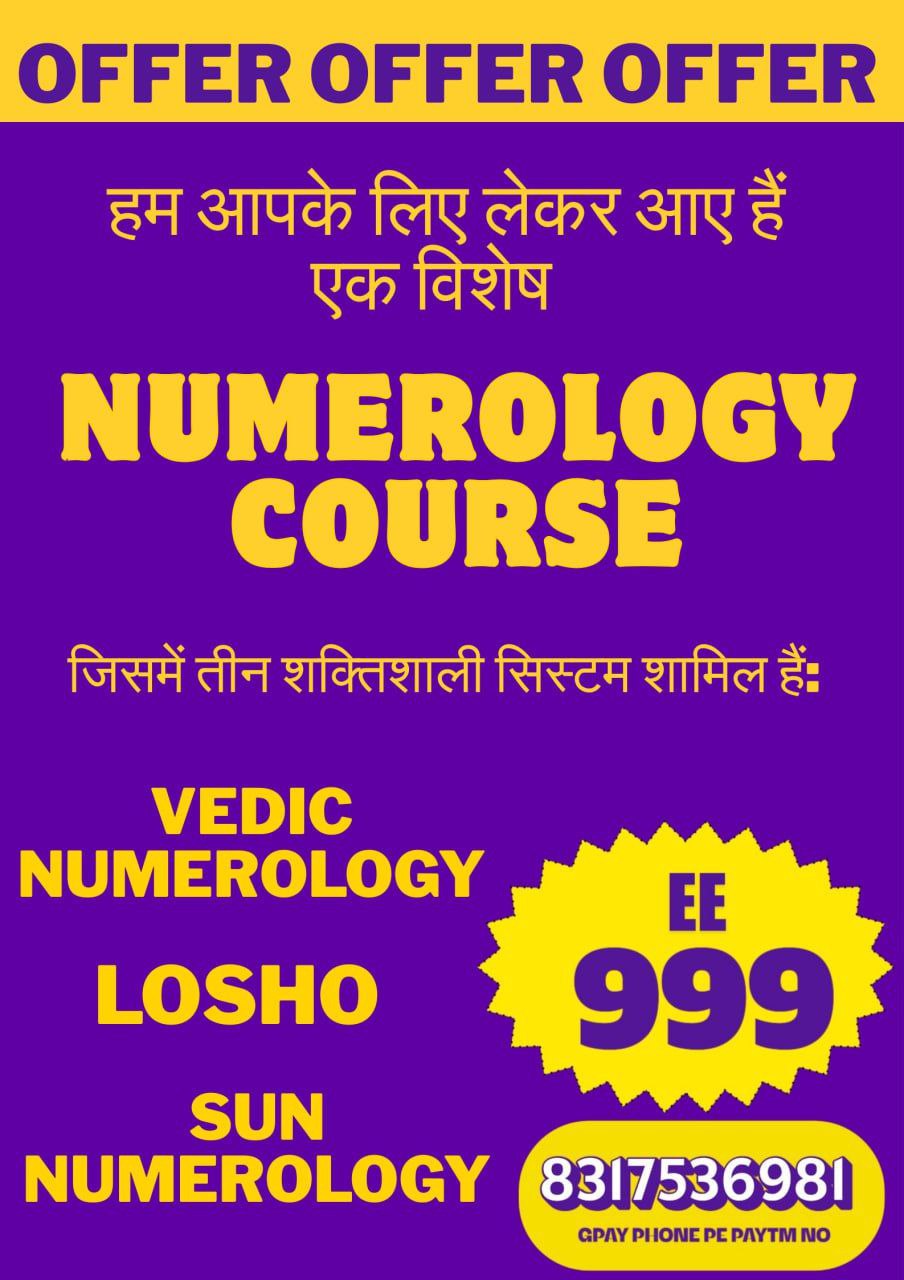 OFFER OFFER OFFER
हम आपके लिए लेकर आए हैं
एक विशेष
NUMEROLOGY
COURSE
जिसमें तीन शक्तिशाली सिस्टम शामिल हैं:
VEDIC
NUMEROLOGY
LOSHO
SUN
NUMEROLOGY
EE
999
8317536981
GPAY PHONE PE PAYTM NO